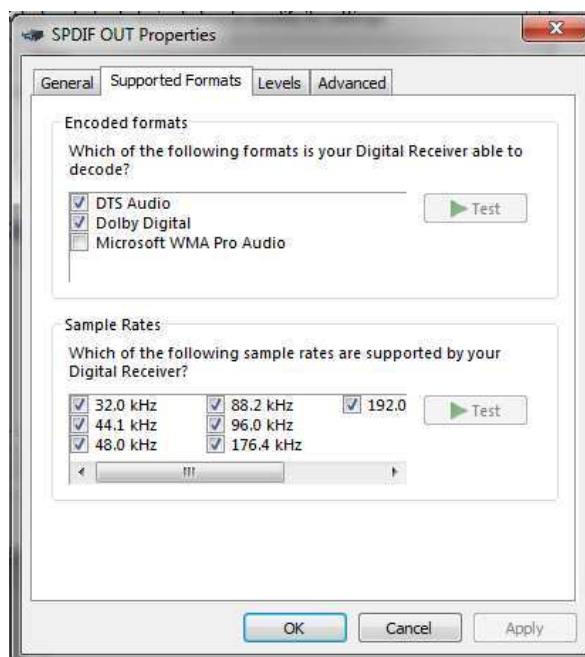 SPDIF OUT Properties
General Supported Formats Levels Advanced
Encoded formats
Which of the following formats is your Digital Receiver able to
decode?
DTS Audio
Dolby Digital
Microsoft WMA Pro Audio
Test
Sample Rates
Which of the following sample rates are supported by your
Digital Receiver?
32.0 kHz 88.2 kHz 192.0
44.1 kHz 96.0 kHz
48.0 kHz 176.4 kHz
Test
OK Cancel Apply